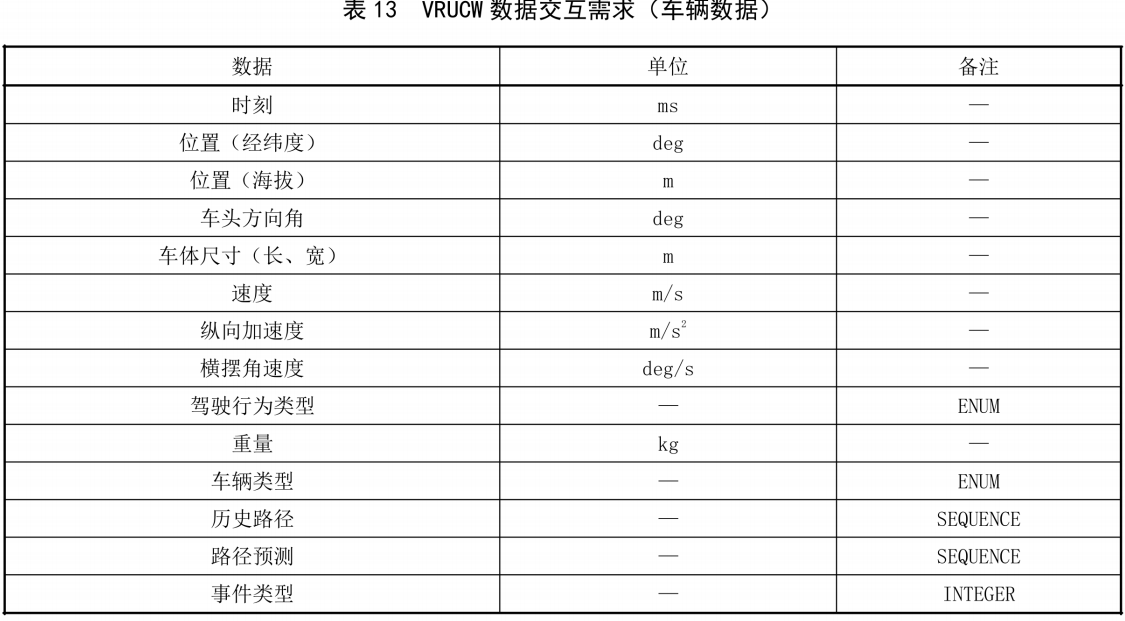 表 13 VRUCW 数据交互需求（车辆数据）
数据 单位 备注
时刻 ms —
位置（经纬度） deg —
位置（海拔） m —
车头方向角 deg —
车体尺寸（长、宽） m —
速度 m/s —
纵向加速度 m/s² —
横摆角速度 deg/s —
驾驶行为类型 — ENUM
重量 kg —
车辆类型 — ENUM
历史路径 — SEQUENCE
路径预测 — SEQUENCE
事件类型 — INTEGER